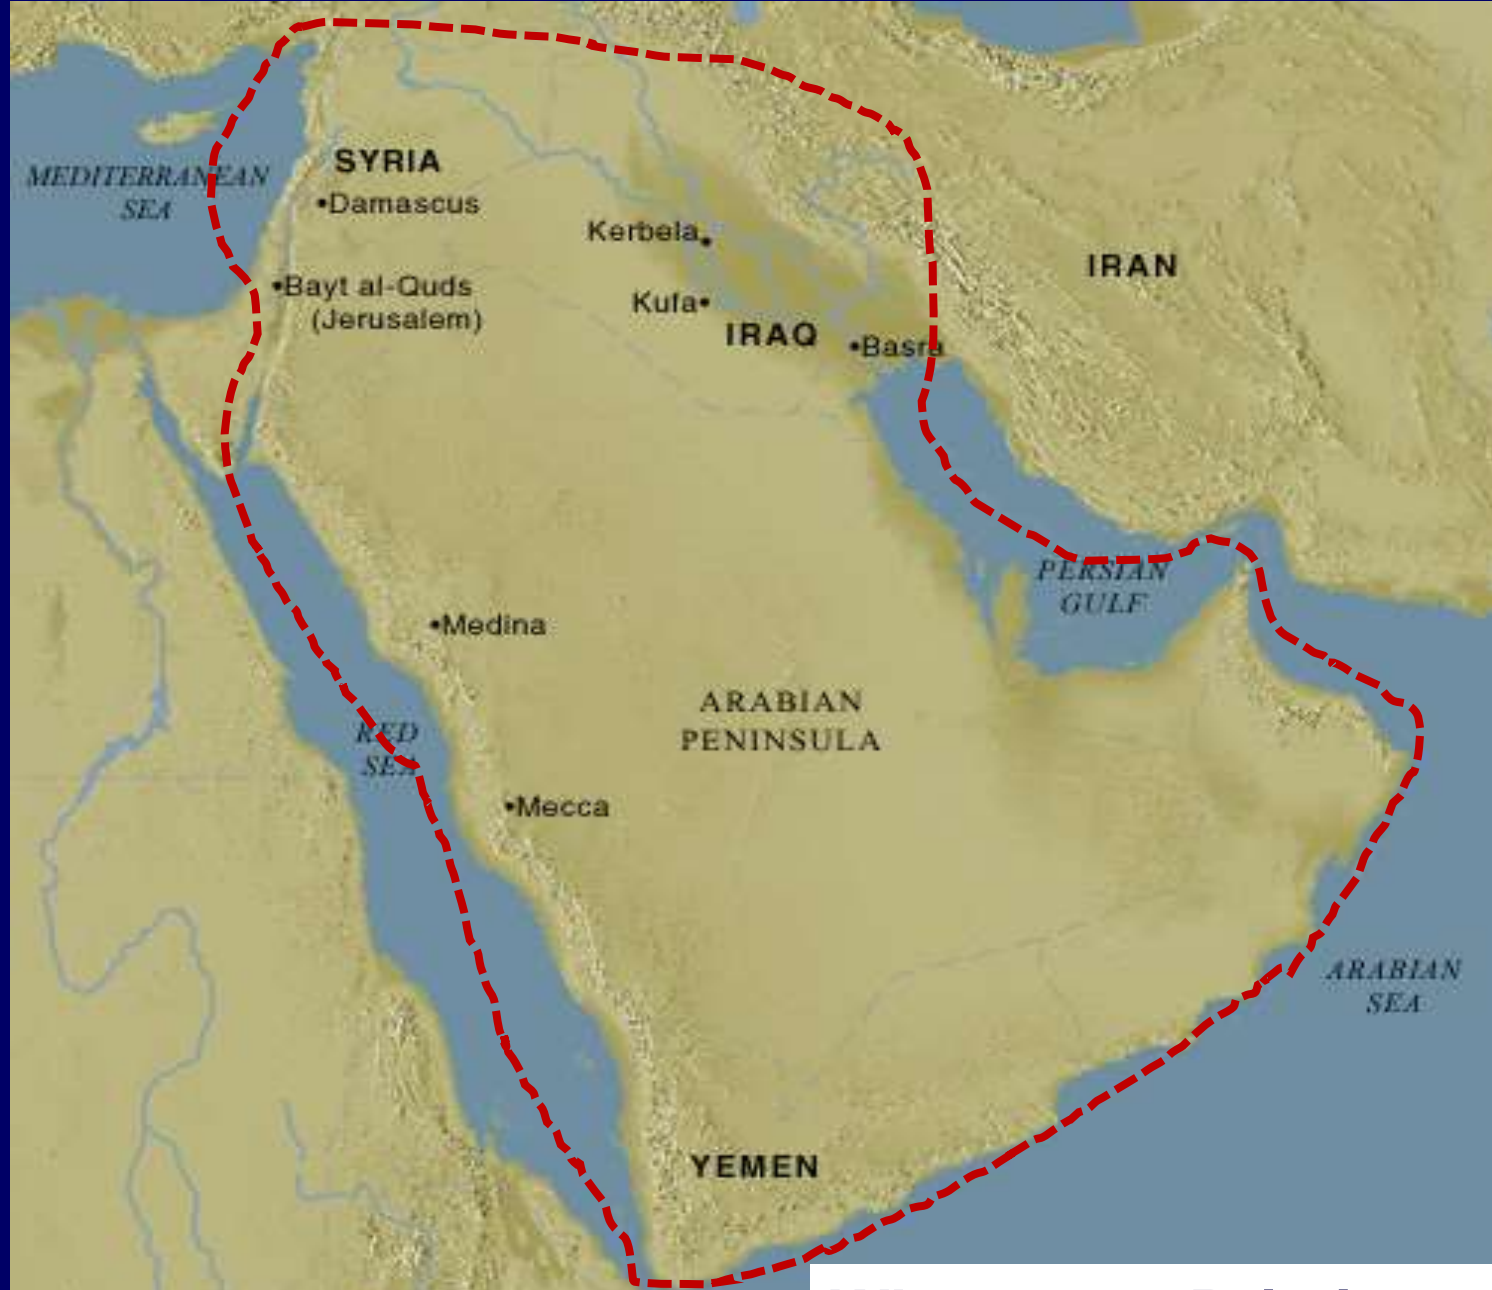 MEDITERRANEAN
SEA
SYRIA
•Damascus
Kerbela
•Bayt al-Quds
(Jerusalem)
Kufa•
IRAQ
•Basra
IRAN
PERSIAN
GULF
•Medina
ARABIAN
PENINSULA
RED
SEA
•Mecca
ARABIAN
SEA
YEMEN